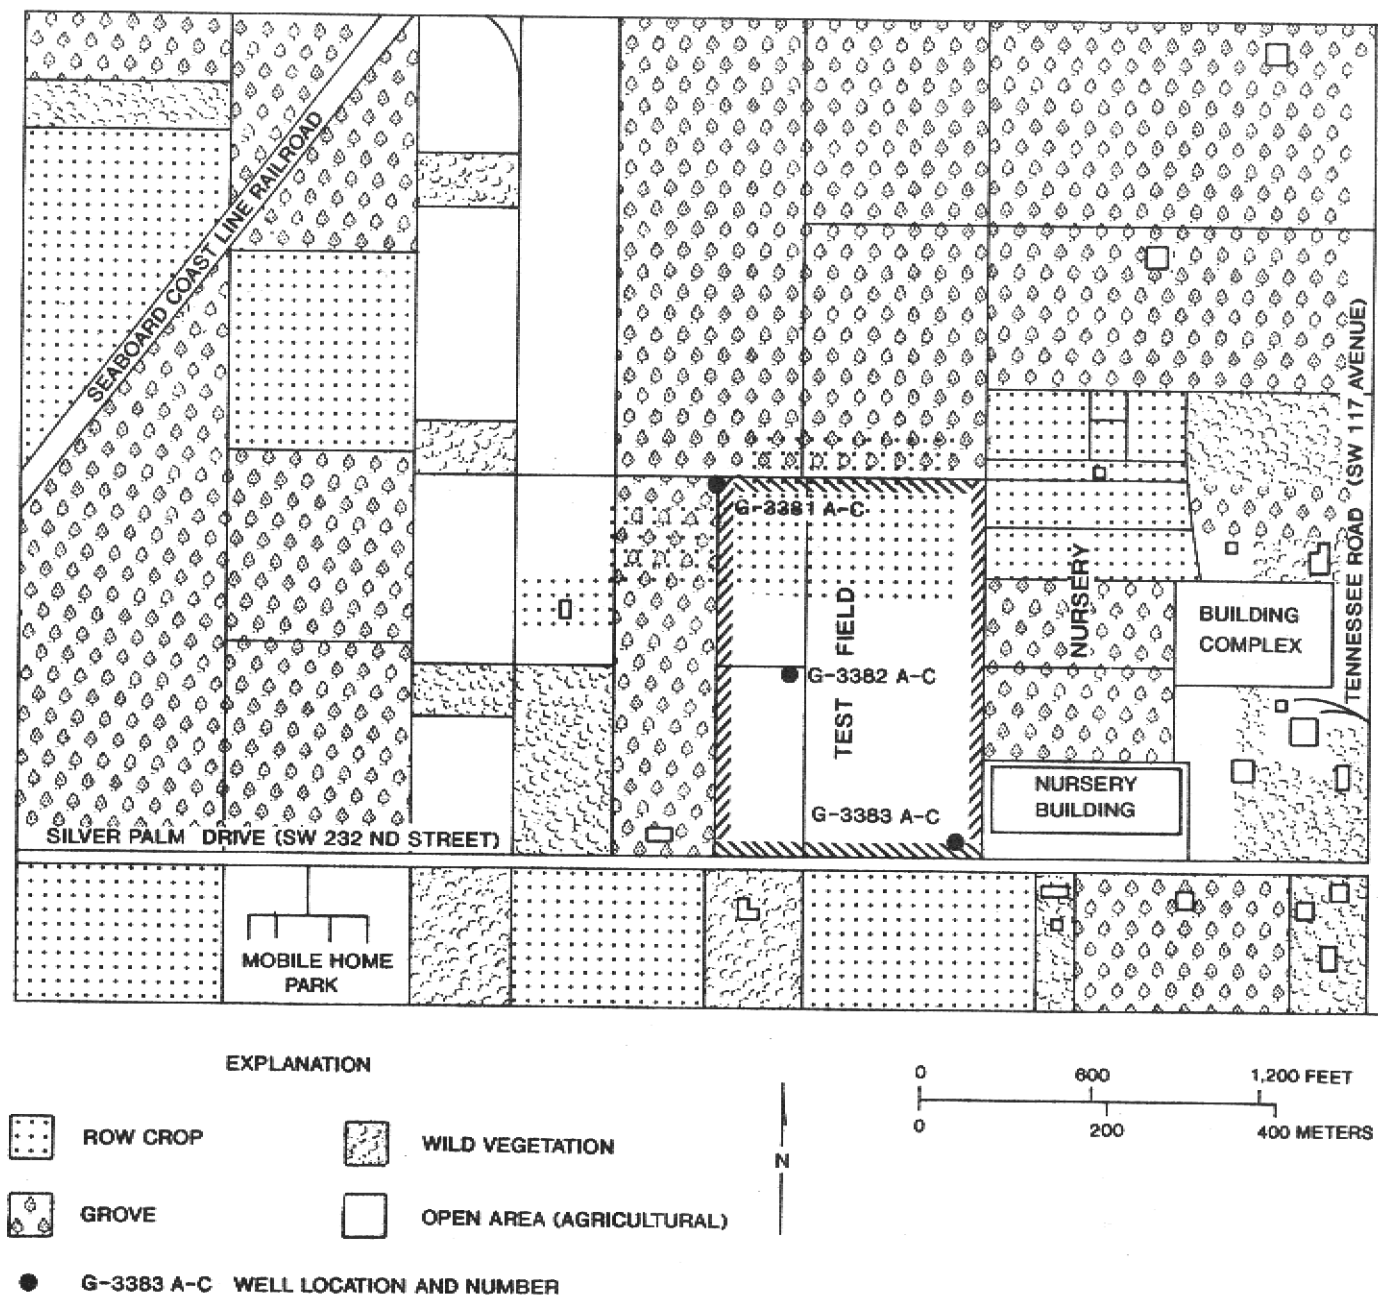 SEABOARD COAST LINE RAILROAD
TENNESSEE ROAD (SW 117 AVENUE)
G-3381 A-C
NURSERY
TEST FIELD
BUILDING
COMPLEX
G-3382 A-C
NURSERY
BUILDING
G-3383 A-C
SILVER PALM DRIVE (SW 232 ND STREET)
MOBILE HOME
PARK
EXPLANATION
ROW CROP
WILD VEGETATION
GROVE
OPEN AREA (AGRICULTURAL)
G-3383 A-C WELL LOCATION AND NUMBER
N
0 600 1,200 FEET
0 200 400 METERS